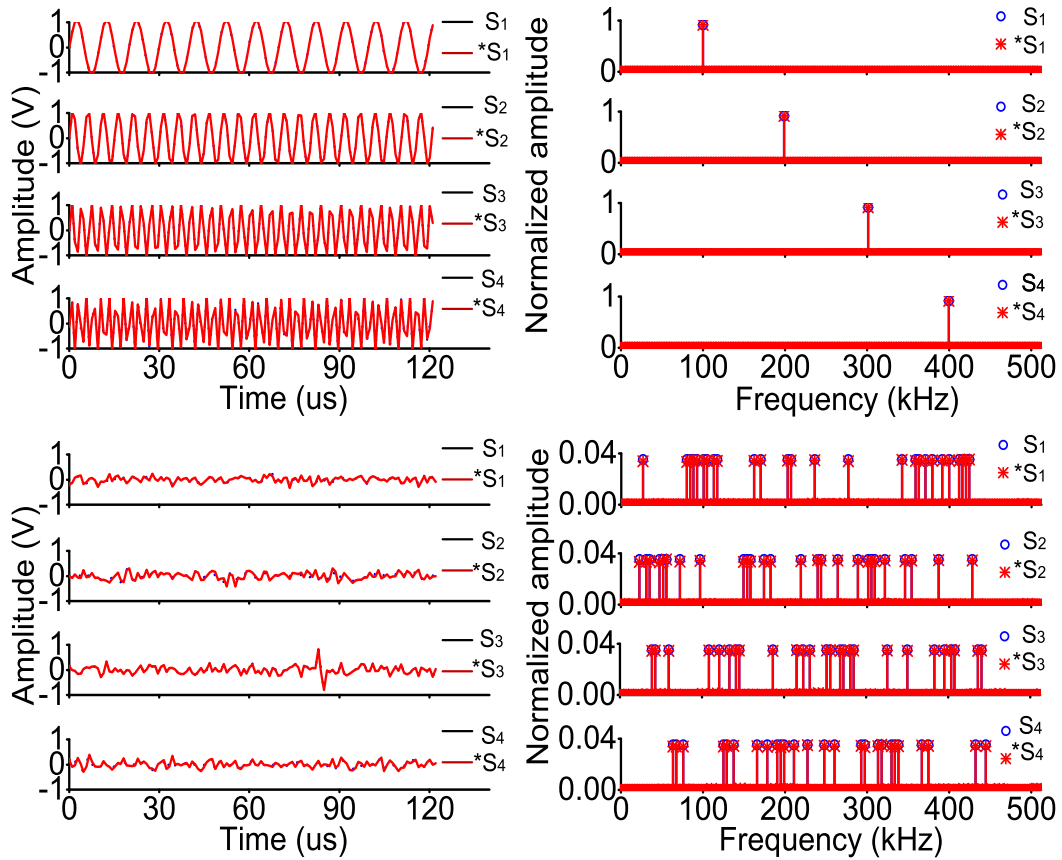 Amplitude (V)
1
0
-1
S1
*S1
1
0
-1
S2
*S2
1
0
-1
S3
*S3
1
0
-1
S4
*S4
0 30 60 90 120
Time (us)
Normalized amplitude
1
0
S1
*S1
1
0
S2
*S2
1
0
S3
*S3
1
0
S4
*S4
0 100 200 300 400 500
Frequency (kHz)
Amplitude (V)
1
0
-1
S1
*S1
1
0
-1
S2
*S2
1
0
-1
S3
*S3
1
0
-1
S4
*S4
0 30 60 90 120
Time (us)
Normalized amplitude
0.04
0.00
S1
*S1
0.04
0.00
S2
*S2
0.04
0.00
S3
*S3
0.04
0.00
S4
*S4
0 100 200 300 400 500
Frequency (kHz)